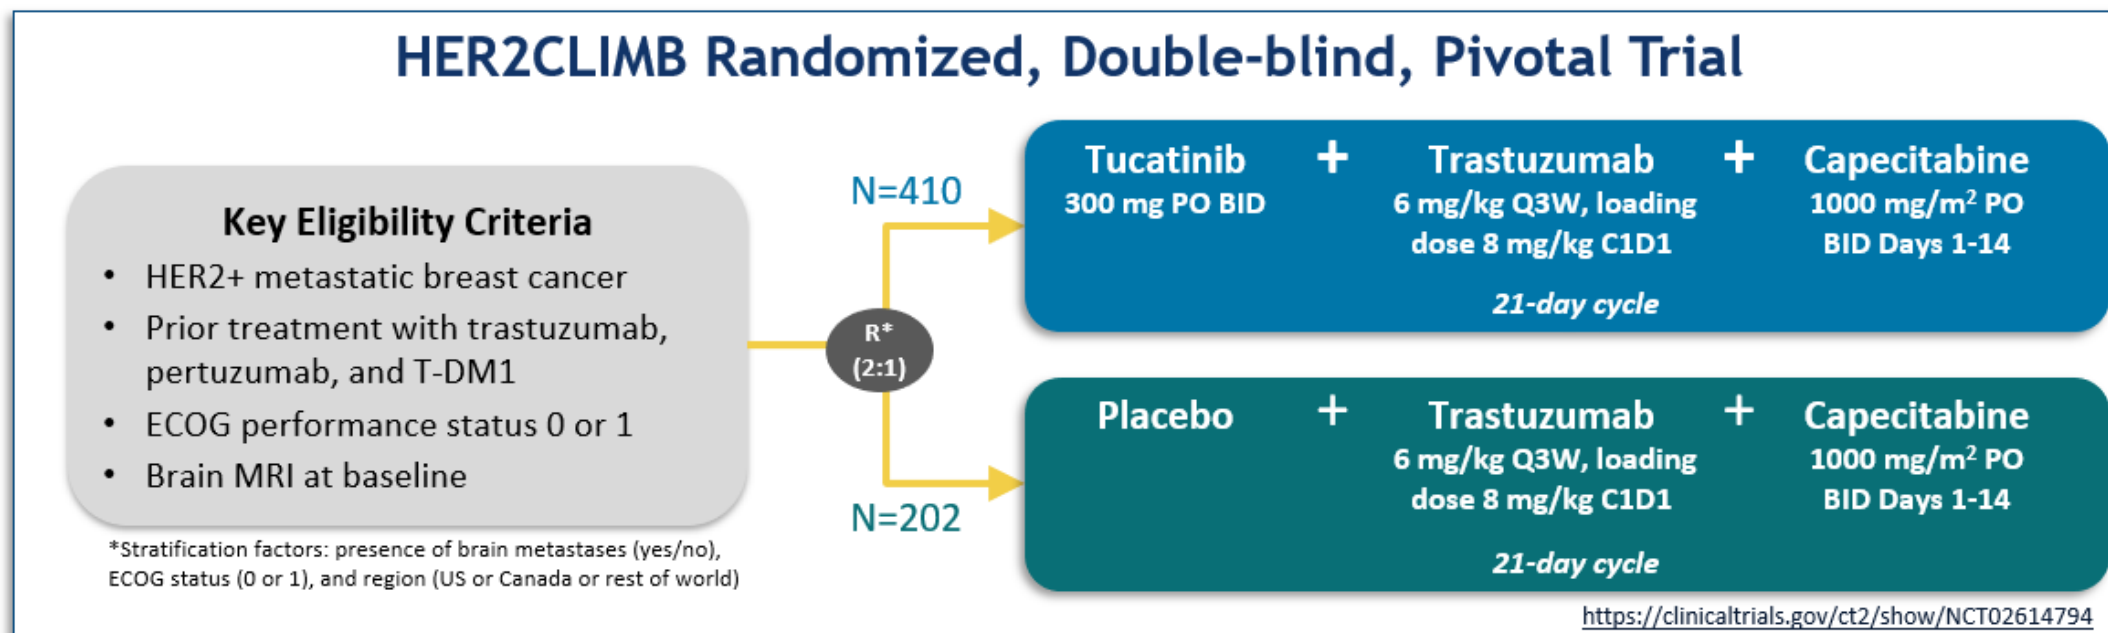 HER2CLIMB Randomized, Double-blind, Pivotal Trial
Key Eligibility Criteria
• HER2+ metastatic breast cancer
• Prior treatment with trastuzumab,
pertuzumab, and T-DM1
• ECOG performance status 0 or 1
• Brain MRI at baseline
*Stratification factors: presence of brain metastases (yes/no),
ECOG status (0 or 1), and region (US or Canada or rest of world)
R*
(2:1)
N=410
Tucatinib + Trastuzumab + Capecitabine
300 mg PO BID 6 mg/kg Q3W, loading 1000 mg/m² PO
dose 8 mg/kg C1D1 BID Days 1-14
21-day cycle
N=202
Placebo + Trastuzumab + Capecitabine
6 mg/kg Q3W, loading 1000 mg/m² PO
dose 8 mg/kg C1D1 BID Days 1-14
21-day cycle
https://clinicaltrials.gov/ct2/show/NCT02614794